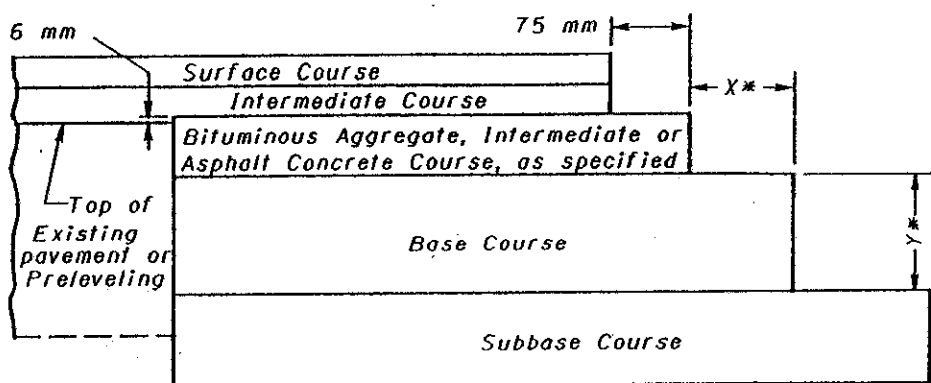 6 mm
75 mm
Surface Course
X*
Intermediate Course
Bituminous Aggregate, Intermediate or
Asphalt Concrete Course, as specified
Top of
Existing
pavement or
Preleveling
Base Course
Y*
Subbase Course